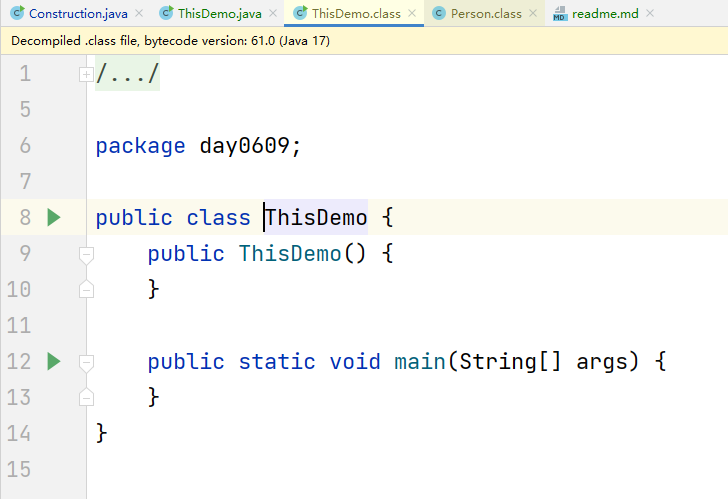 Construction.java ThisDemo.java ThisDemo.class Person.class readme.md
Decompiled .class file, bytecode version: 61.0 (Java 17)
1 /.../
5
6 package day0609;
7
8 public class ThisDemo {
9 public ThisDemo() {
10 }
11
12 public static void main(String[] args) {
13 }
14 }
15